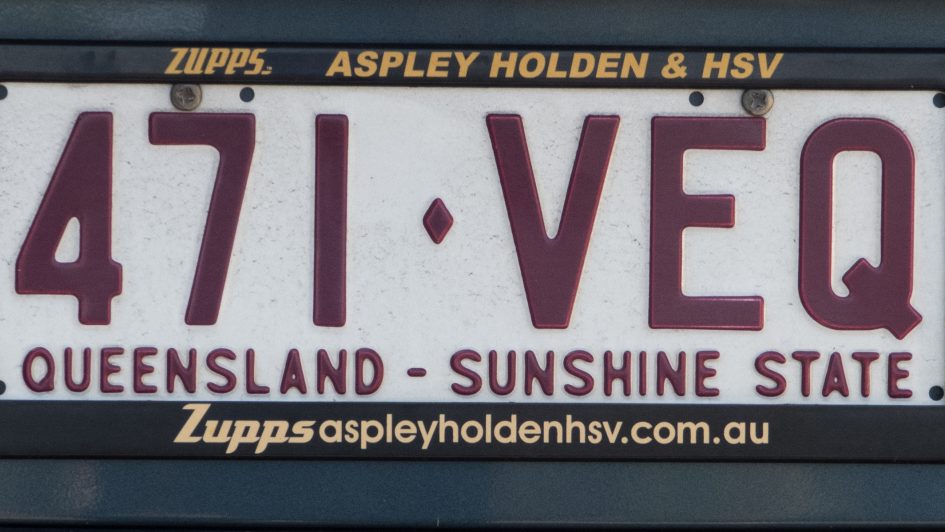 ZUPPS ASPLEY HOLDEN & HSV
471♦VEQ
QUEENSLAND - SUNSHINE STATE
Zupps aspleyholdenhsv.com.au